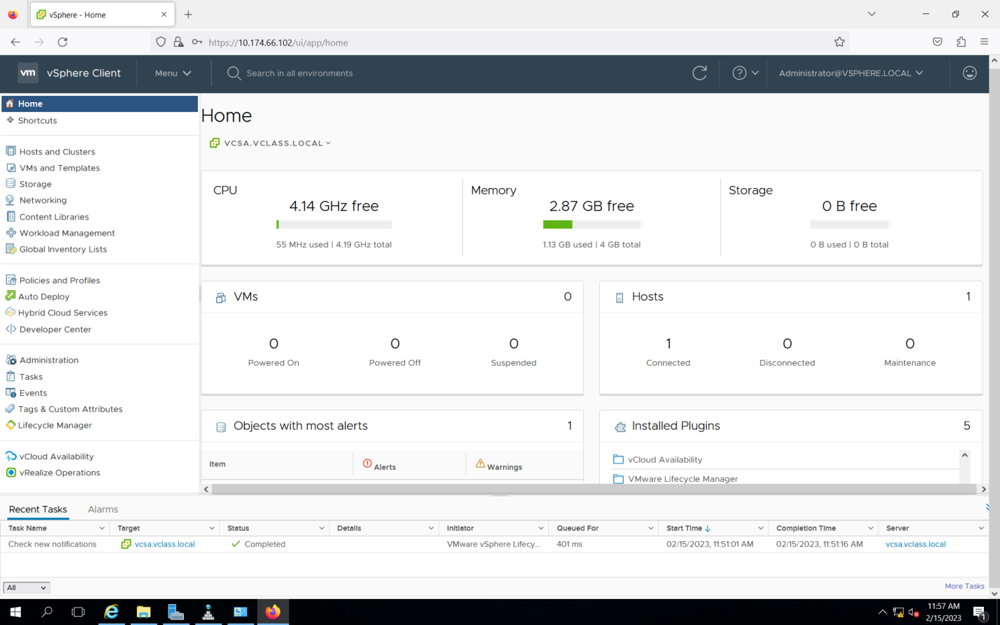 vSphere - Home
https://10.174.66.102/ui/app/home
vm vSphere Client Menu Search in all environments Administrator@VSPHERE.LOCAL
Home
Shortcuts
Hosts and Clusters
VMs and Templates
Storage
Networking
Content Libraries
Workload Management
Global Inventory Lists
Policies and Profiles
Auto Deploy
Hybrid Cloud Services
Developer Center
Administration
Tasks
Events
Tags & Custom Attributes
Lifecycle Manager
vCloud Availability
vRealize Operations
Home
VCSA.VCLASS.LOCAL
CPU
4.14 GHz free
55 MHz used | 4.19 GHz total
Memory
2.87 GB free
1.13 GB used | 4 GB total
Storage
0 B free
0 B used | 0 B total
VMs 0
0 0 0
Powered On Powered Off Suspended
Hosts 1
1 0 0
Connected Disconnected Maintenance
Objects with most alerts 1
Item Alerts Warnings
Installed Plugins 5
vCloud Availability
VMware Lifecycle Manager
Recent Tasks Alarms
Task Name Target Status Details Initiator Queued For Start Time Completion Time Server
Check new notifications vcsa.vclass.local Completed VMware vSphere Lifecy... 401 ms 02/15/2023, 11:51:01 AM 02/15/2023, 11:51:16 AM vcsa.vclass.local
All More Tasks
11:57 AM
2/15/2023
1